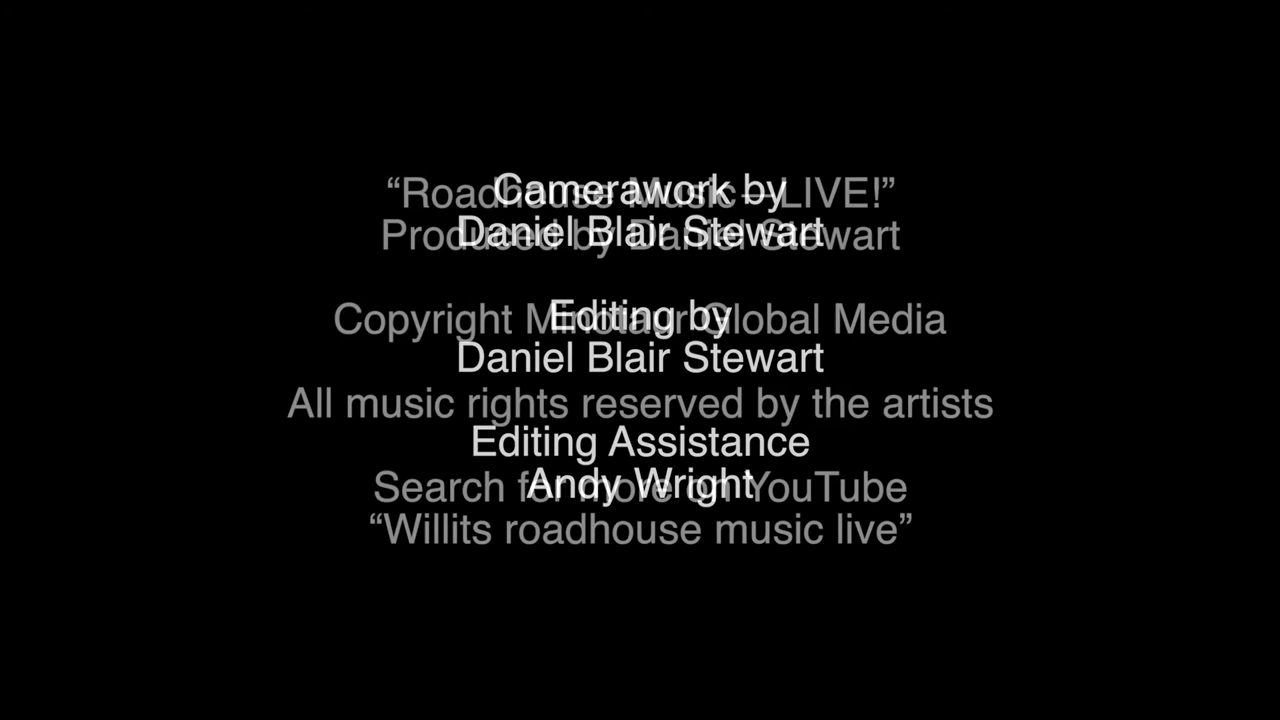 Camerawork by
Daniel Blair Stewart
Editing by
Daniel Blair Stewart
Editing Assistance
Andy Wright
“Roadhouse Music – LIVE!”
Produced by Daniel Stewart
Copyright Minotaur Global Media
All music rights reserved by the artists
Search for more on YouTube
“Willits roadhouse music live”